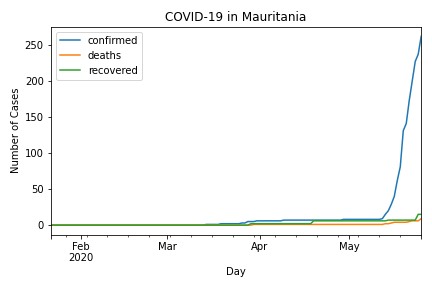 COVID-19 in Mauritania
confirmed
deaths
recovered
Number of Cases
250
200
150
100
50
0
Feb
2020
Mar
Apr
May
Day